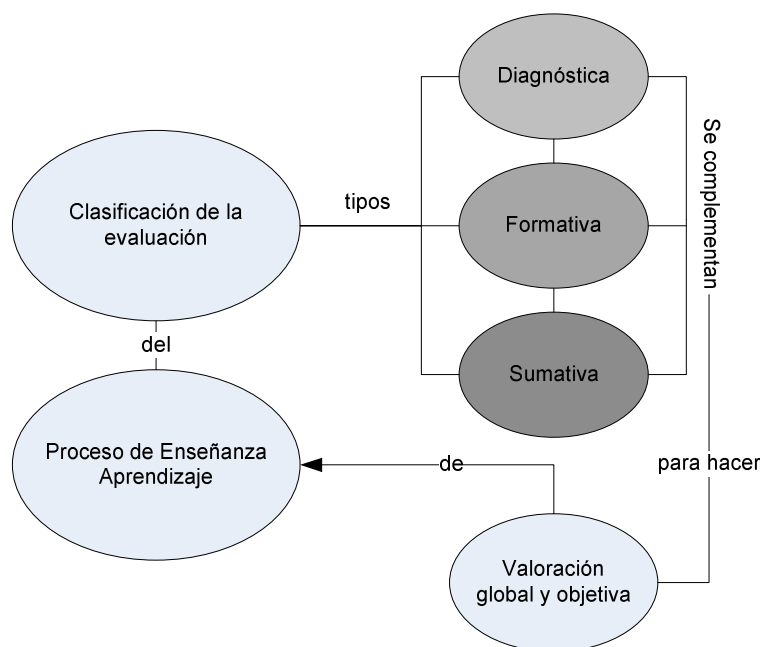 Diagnóstica
Clasificación de la
evaluación
tipos
Formativa
Se complementan
Sumativa
del
Proceso de Enseñanza
Aprendizaje
de
para hacer
Valoración
global y objetiva